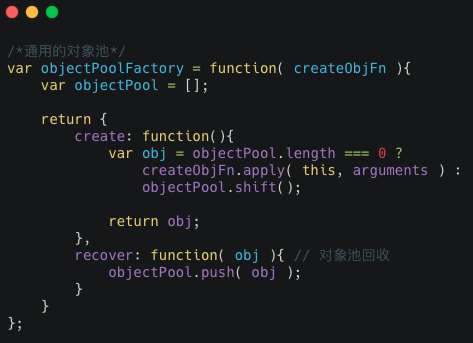 /*通用的对象池*/
var objectPoolFactory = function( createObjFn ){
    var objectPool = [];

    return {
        create: function(){
            var obj = objectPool.length === 0 ?
                createObjFn.apply( this, arguments ) :
                objectPool.shift();

            return obj;
        },
        recover: function( obj ){ // 对象池回收
            objectPool.push( obj );
        }
    }
};